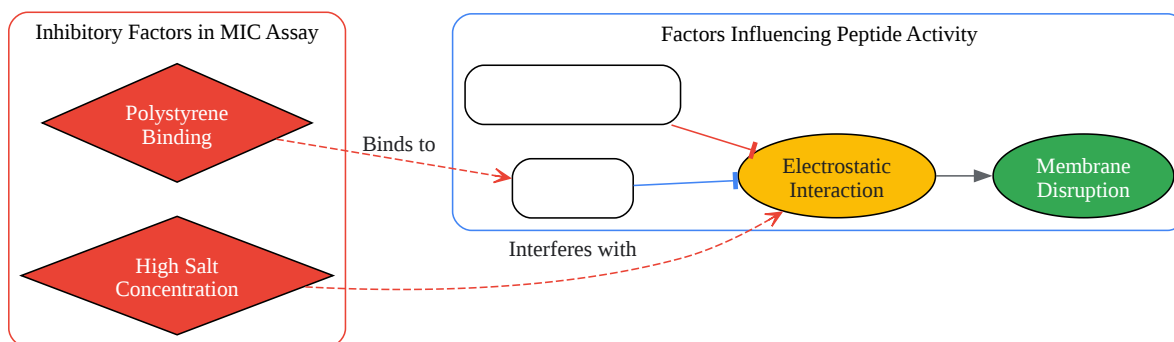 Inhibitory Factors in MIC Assay
Polystyrene
Binding
High Salt
Concentration
Binds to
Interferes with
Factors Influencing Peptide Activity
Electrostatic
Interaction
Membrane
Disruption